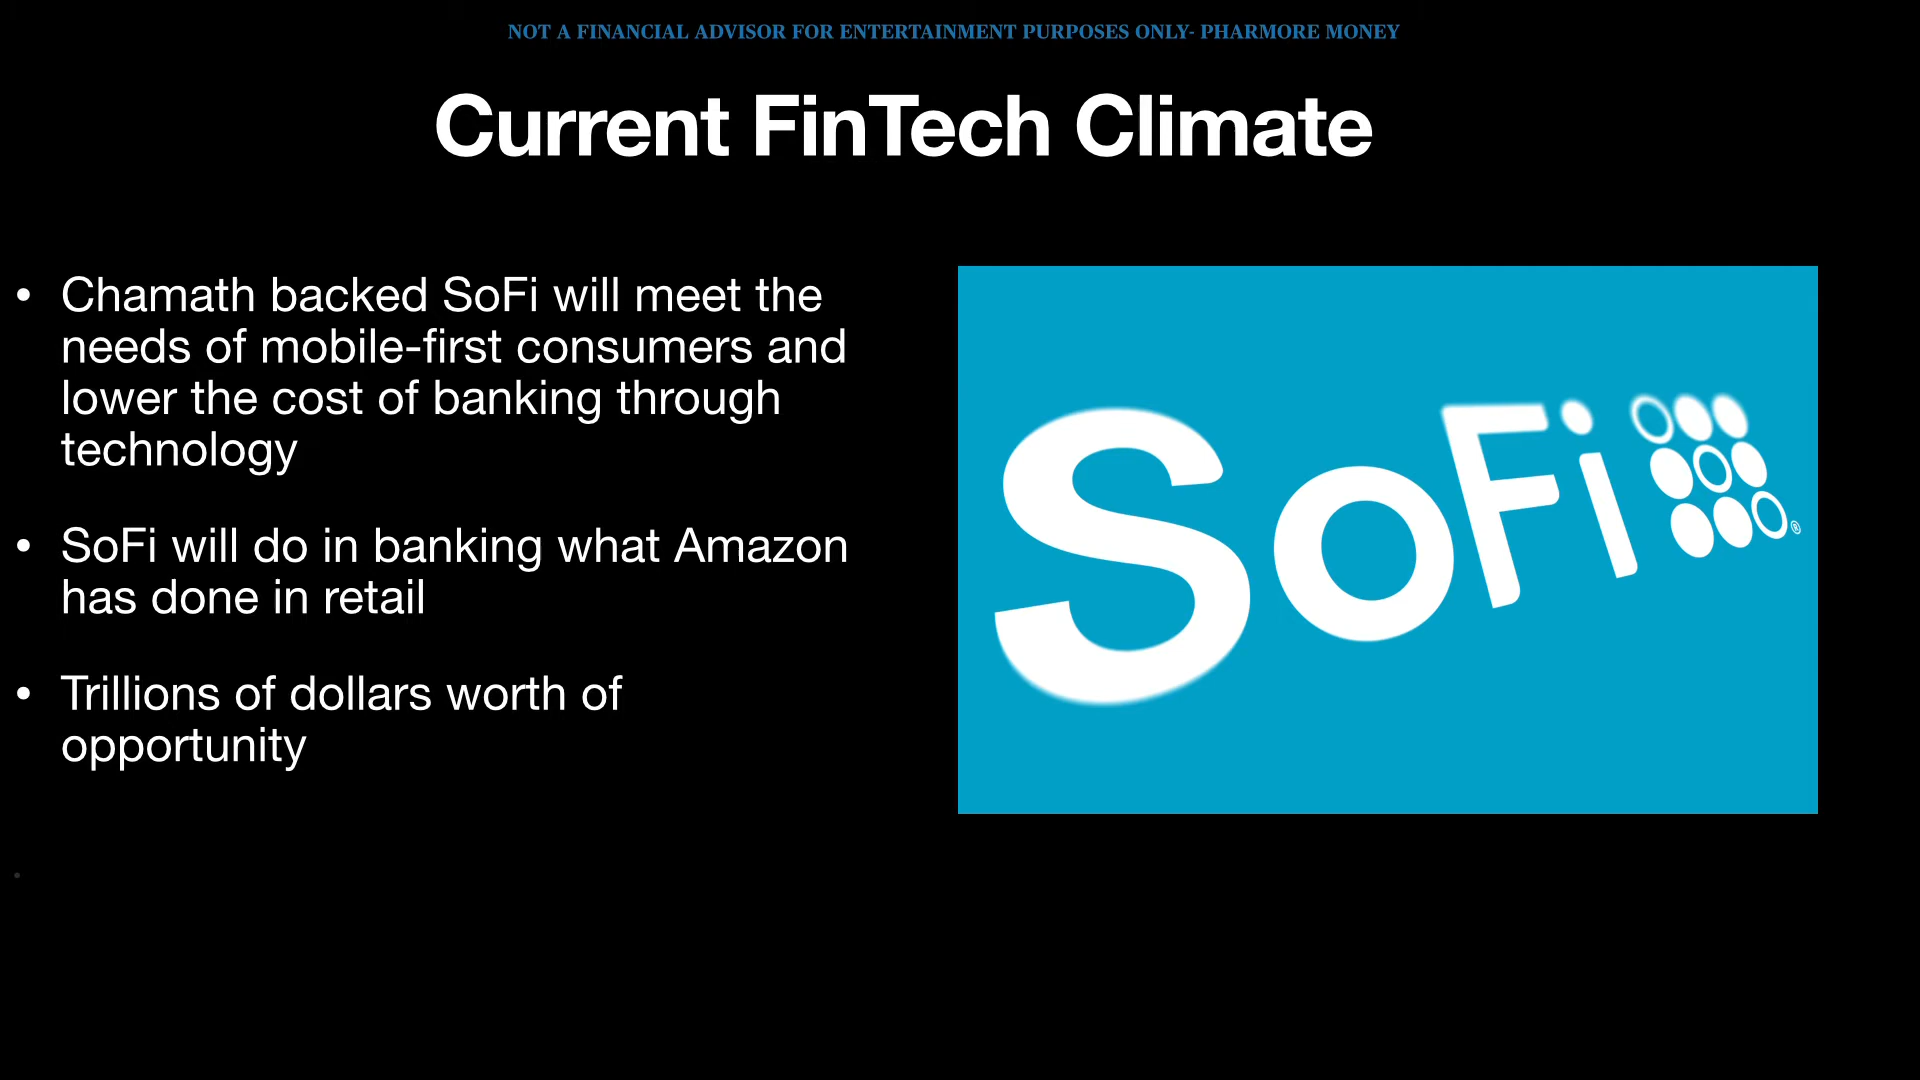 NOT A FINANCIAL ADVISOR FOR ENTERTAINMENT PURPOSES ONLY- PHARMORE MONEY
Current FinTech Climate
• Chamath backed SoFi will meet the
needs of mobile-first consumers and
lower the cost of banking through
technology
• SoFi will do in banking what Amazon
has done in retail
• Trillions of dollars worth of
opportunity
SoFi ®